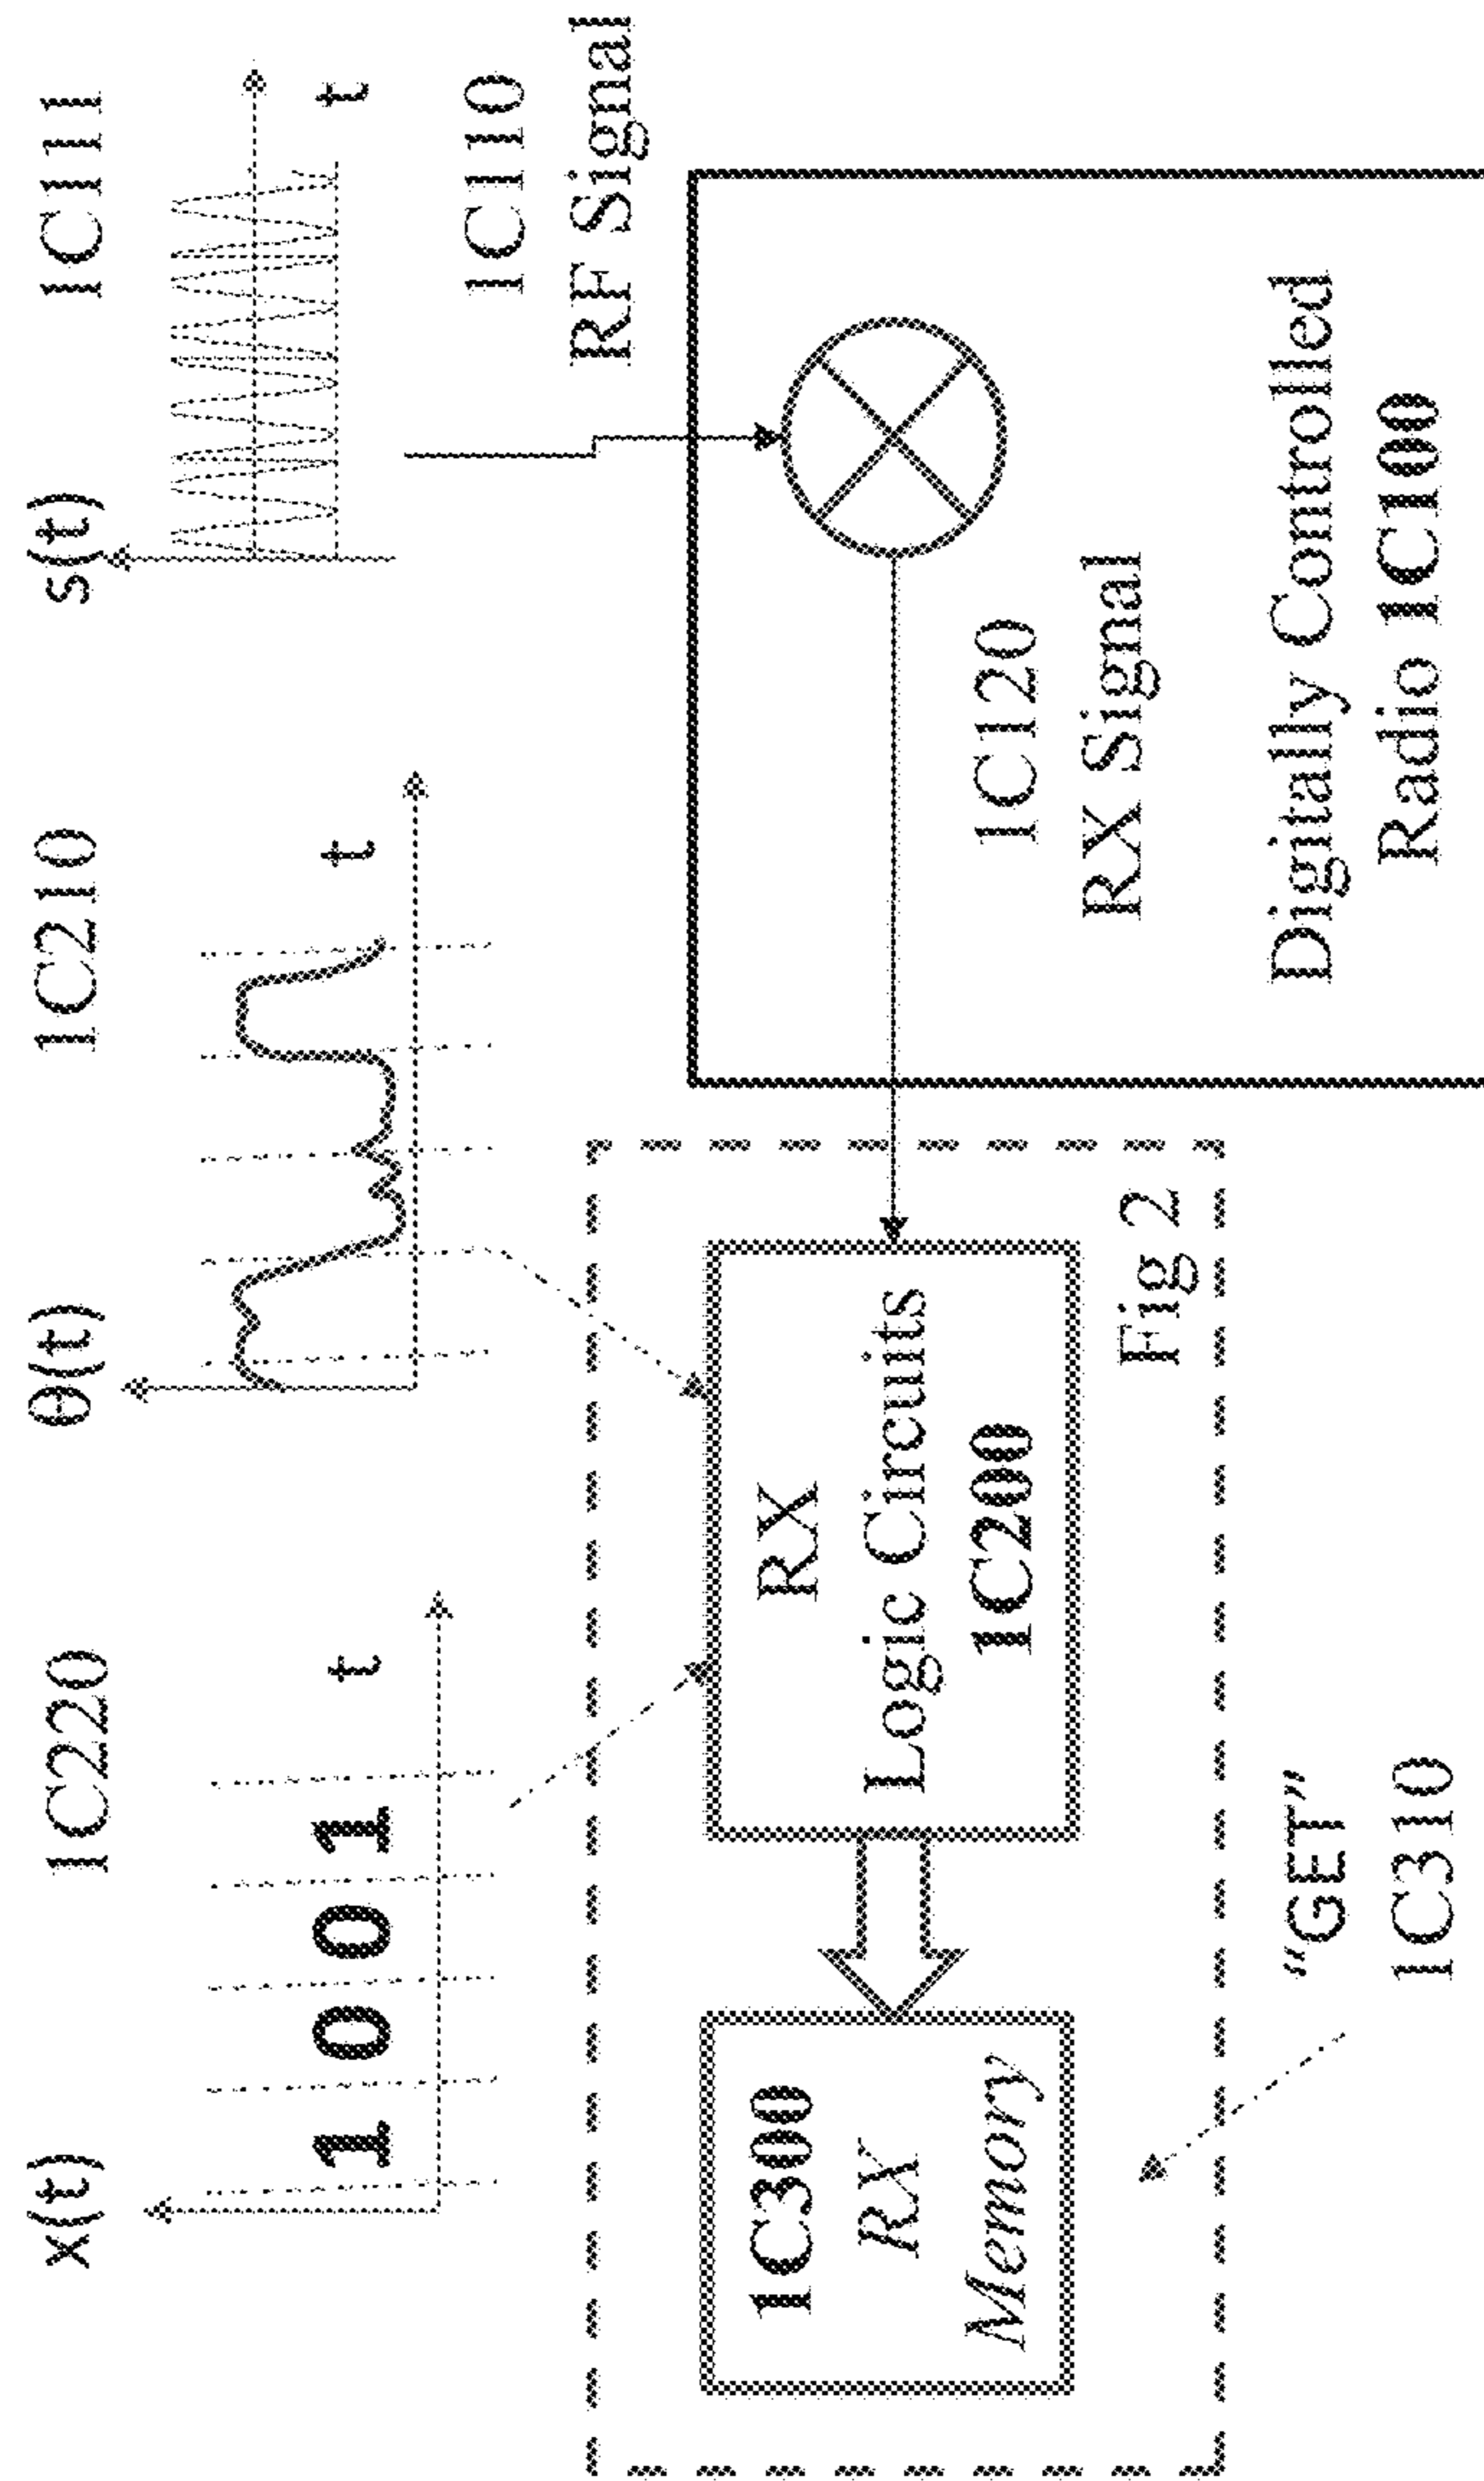 x(t)
1C220
1 0 0 1
t
θ(t)
1C210
t
s(t)
1C111
t
1C110
RF Signal
1C300
RX
Memory
RX
Logic Circuits
1C200
Fig 2
1C120
RX Signal
Digitally Controlled
Radio 1C100
"GET"
1C310